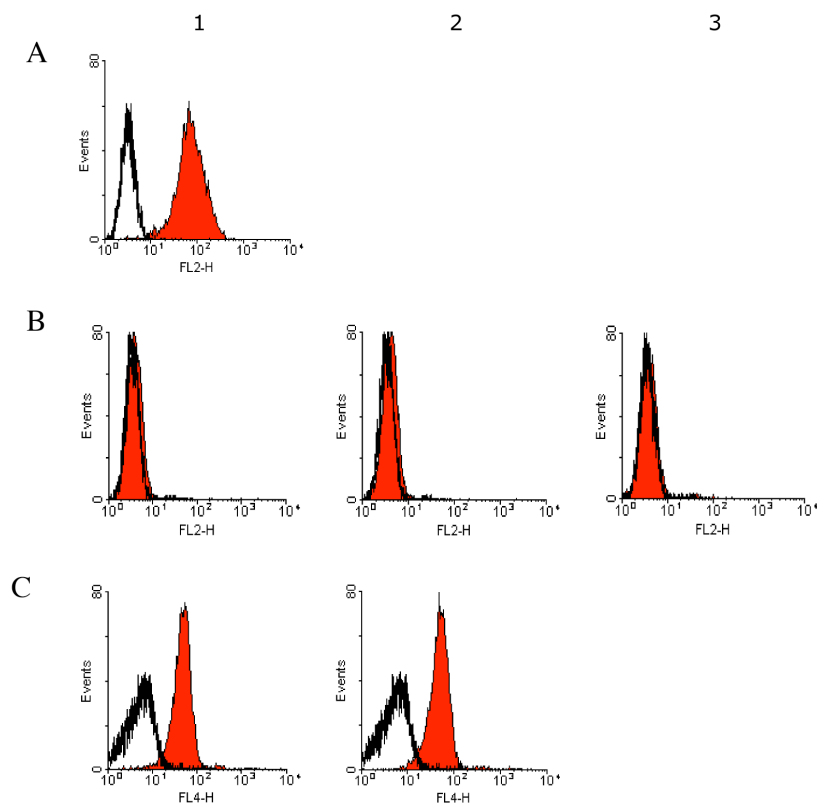 1 2 3
A
80
Events
0
10⁰ 10¹ 10² 10³ 10⁴
FL2-H
B
80 80 80
Events Events Events
0 0 0
10⁰ 10¹ 10² 10³ 10⁴ 10⁰ 10¹ 10² 10³ 10⁴ 10⁰ 10¹ 10² 10³ 10⁴
FL2-H FL2-H FL2-H
C
80 80
Events Events
0 0
10⁰ 10¹ 10² 10³ 10⁴ 10⁰ 10¹ 10² 10³ 10⁴
FL4-H FL4-H